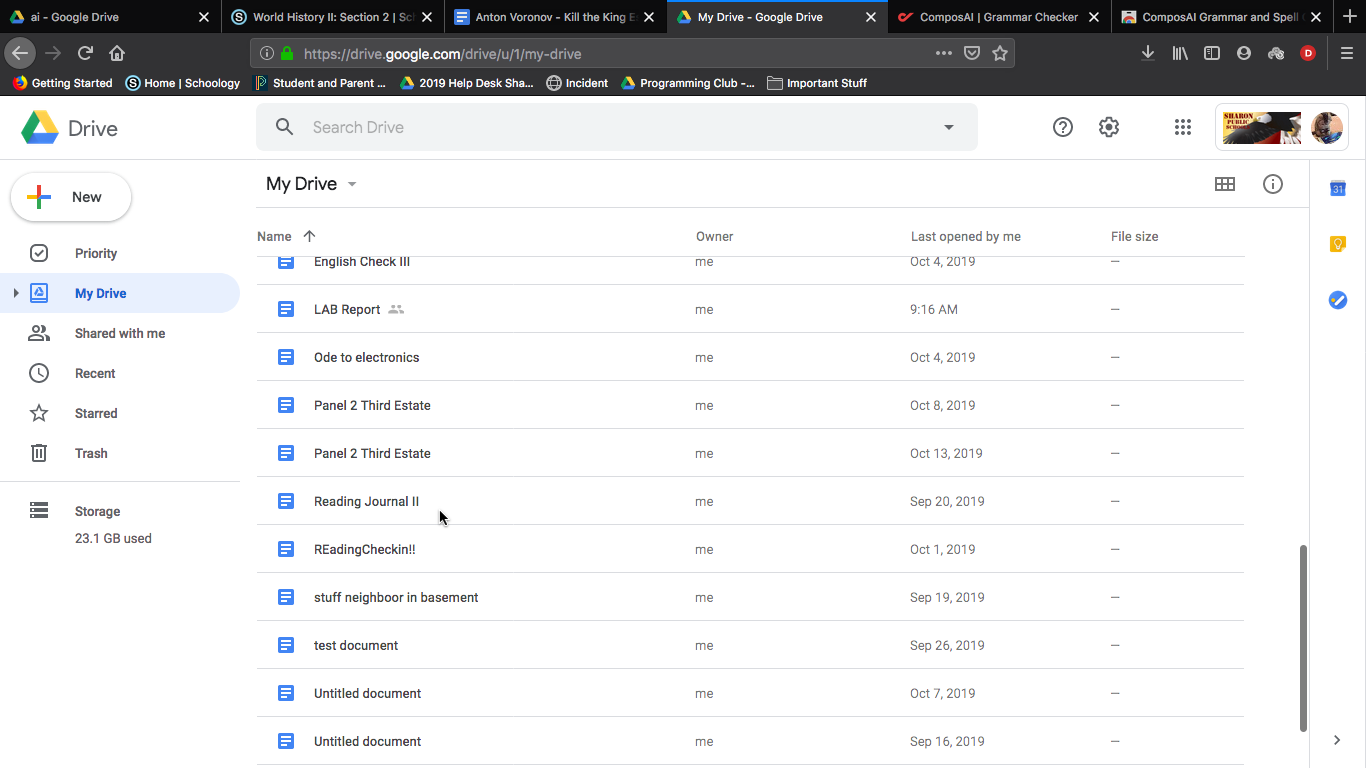 ai - Google Drive
World History II: Section 2 | Sch
Anton Voronov - Kill the King E
My Drive - Google Drive
ComposAI | Grammar Checker
ComposAI Grammar and Spell C
https://drive.google.com/drive/u/1/my-drive
Getting Started
Home | Schoology
Student and Parent ...
2019 Help Desk Sha...
Incident
Programming Club -...
Important Stuff
D
Drive
Search Drive
SHARON PUBLIC SCHOOLS
New
Priority
My Drive
Shared with me
Recent
Starred
Trash
Storage
23.1 GB used
My Drive
Name Owner Last opened by me File size
English Check III me Oct 4, 2019 —
LAB Report me 9:16 AM —
Ode to electronics me Oct 4, 2019 —
Panel 2 Third Estate me Oct 8, 2019 —
Panel 2 Third Estate me Oct 13, 2019 —
Reading Journal II me Sep 20, 2019 —
REadingCheckin!! me Oct 1, 2019 —
stuff neighboor in basement me Sep 19, 2019 —
test document me Sep 26, 2019 —
Untitled document me Oct 7, 2019 —
Untitled document me Sep 16, 2019 —
31